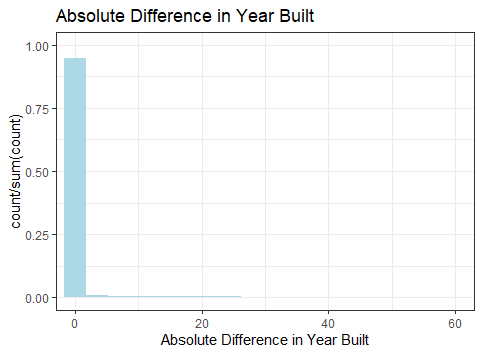 Absolute Difference in Year Built
1.00
0.75
0.50
0.25
0.00
count/sum(count)
0 20 40 60
Absolute Difference in Year Built